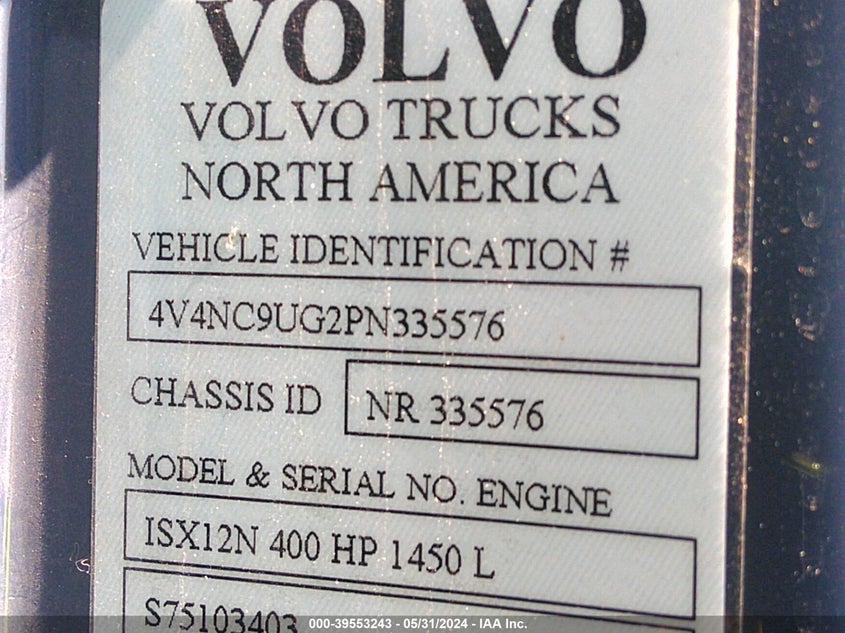 VOLVO
VOLVO TRUCKS
NORTH AMERICA
VEHICLE IDENTIFICATION #
4V4NC9UG2PN335576
CHASSIS ID NR 335576
MODEL & SERIAL NO. ENGINE
ISX12N 400 HP 1450 L
S75103403
000-39553243 - 05/31/2024 - IAA Inc.